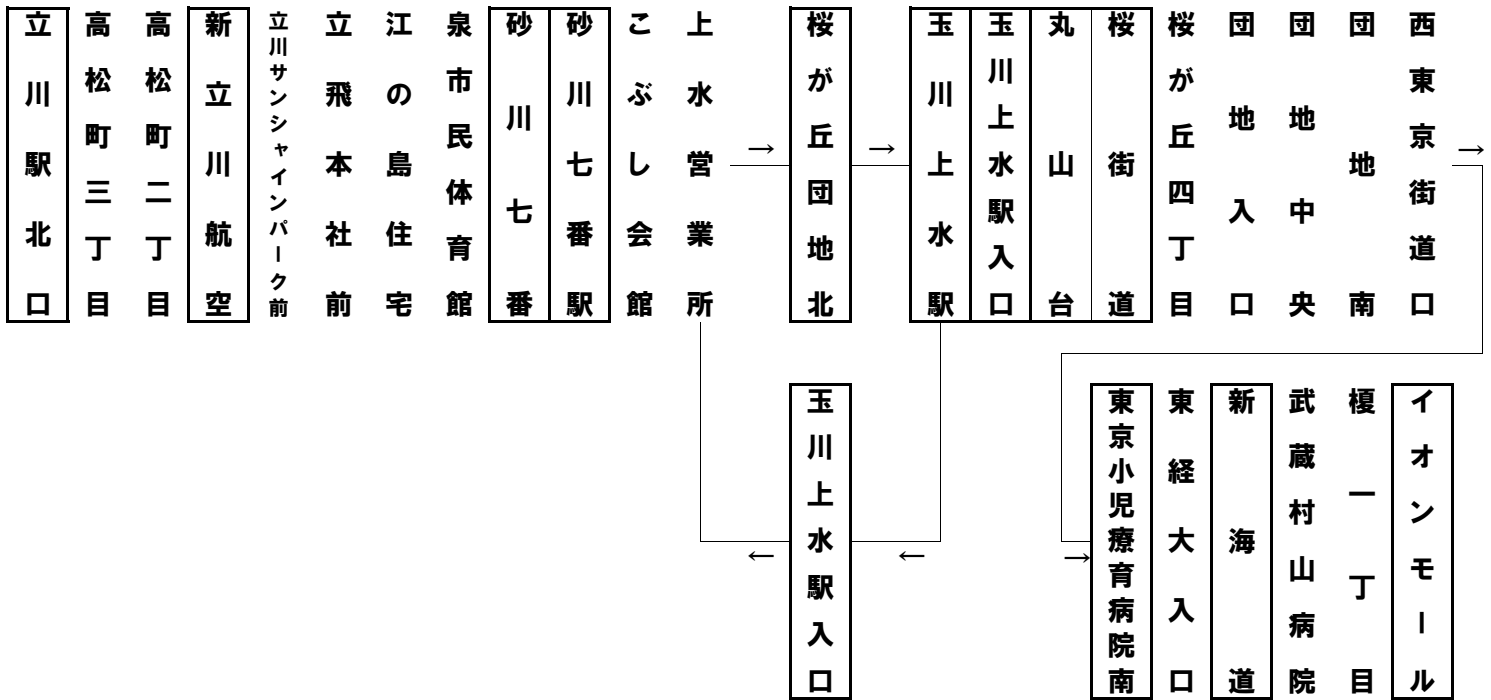 立川駅北口
高松町三丁目
高松町二丁目
新立川航空
立川サンシャインパーク前
立飛本社前
江の島住宅
泉市民体育館
砂川七番
砂川七番駅
こぶし会館
上水営業所
→
桜が丘団地北
→
玉川上水駅
玉川上水駅入口
丸山台
桜街道
桜が丘四丁目
団地入口
団地中央
団地南
西東京街道口
→
←
玉川上水駅入口
←
→
東京小児療育病院南
東経大入口
新海道
武蔵村山病院
榎一丁目
イオンモール